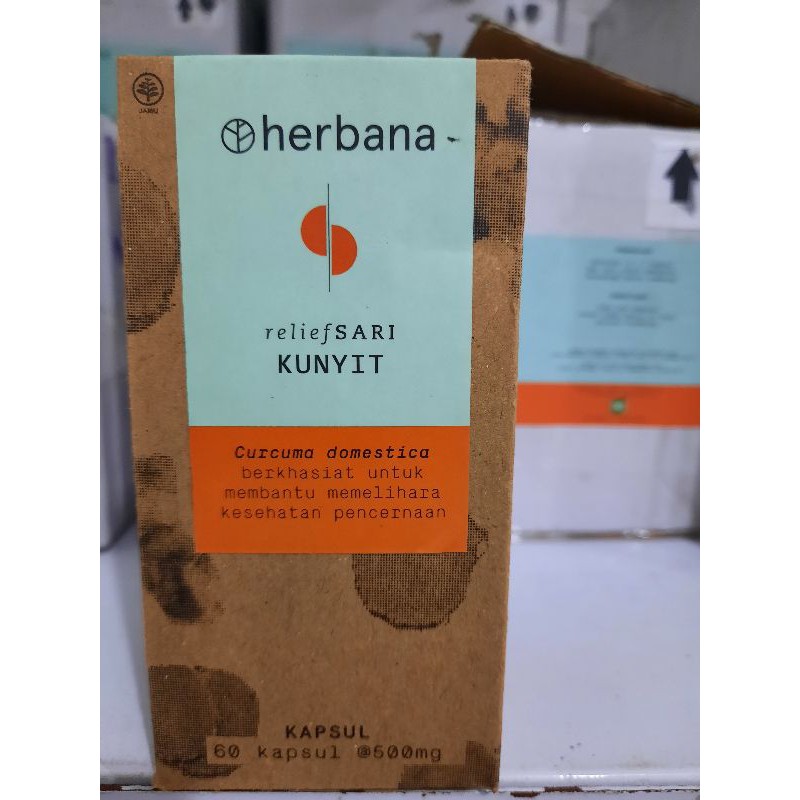 JAMU
herbana
reliefSARI
KUNYIT
Curcuma domestica
berkhasiat untuk
membantu memelihara
kesehatan pencernaan
KAPSUL
60 kapsul @500mg